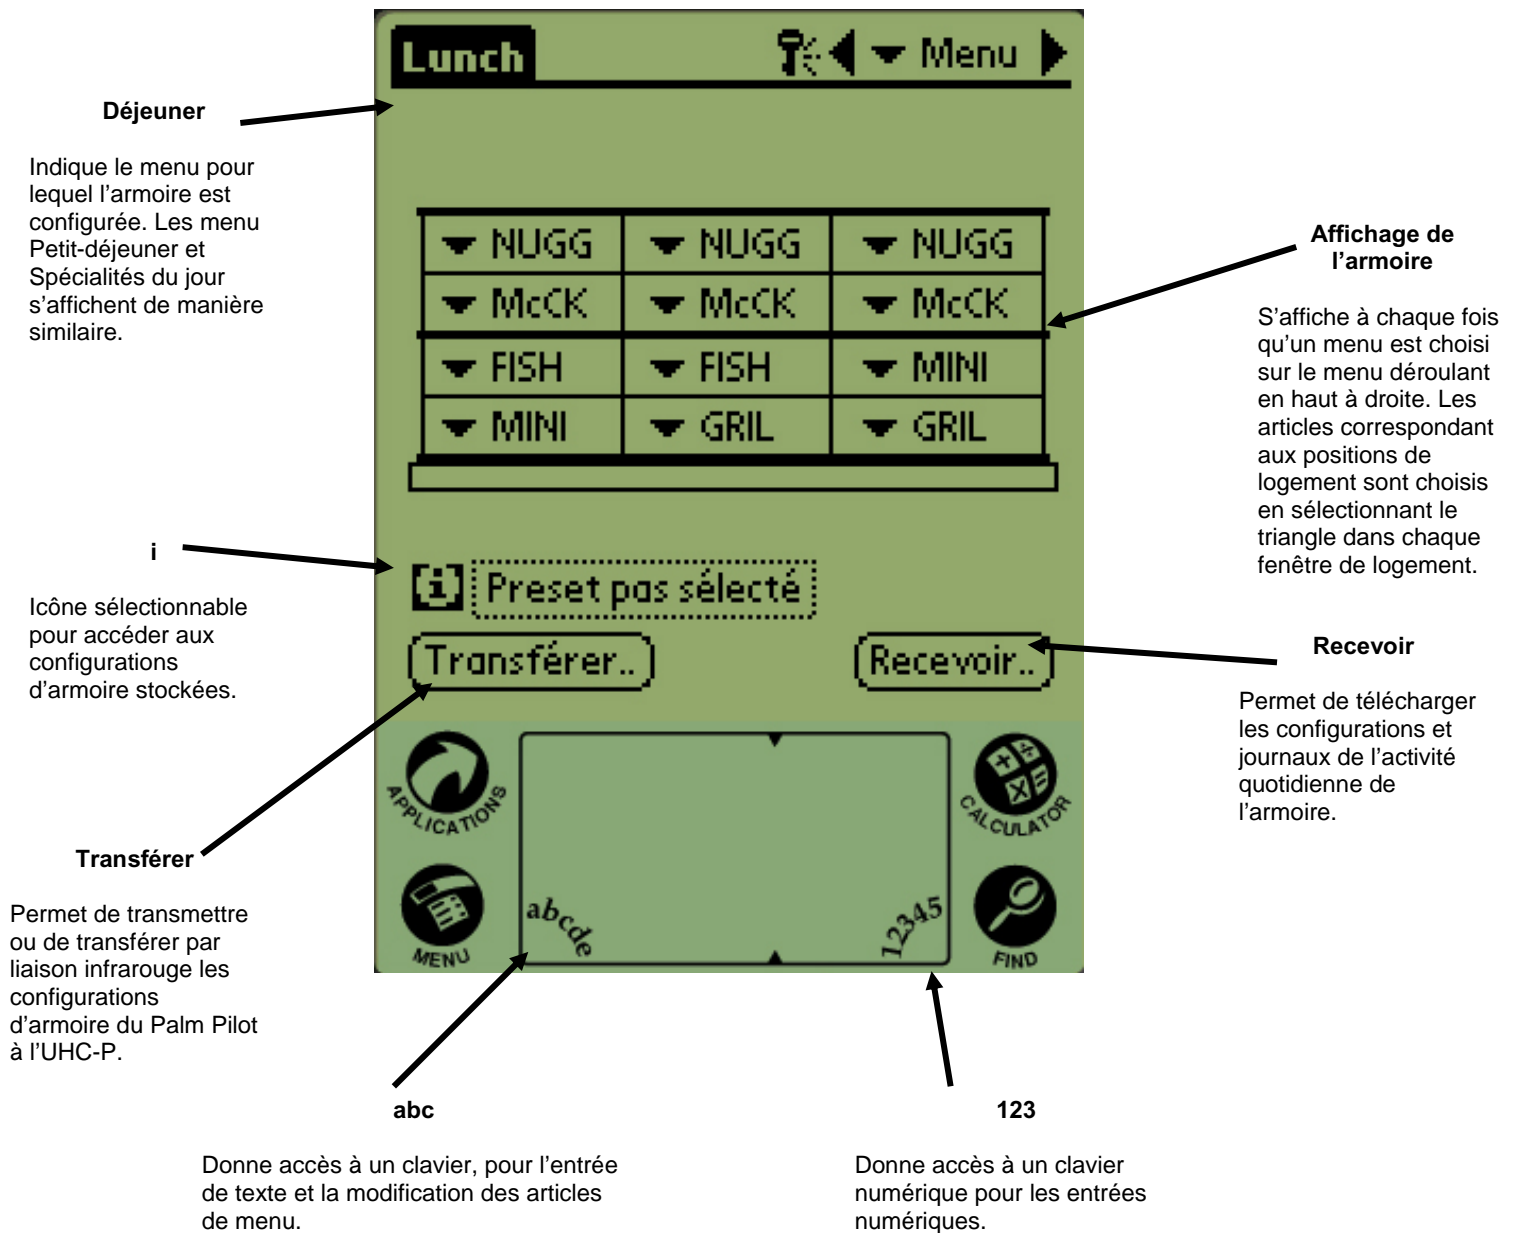 Lunch
Menu
Déjeuner
Indique le menu pour
lequel l’armoire est
configurée. Les menu
Petit-déjeuner et
Spécialités du jour
s’affichent de manière
similaire.
NUGG NUGG NUGG
McCK McCK McCK
FISH FISH MINI
MINI GRIL GRIL
Affichage de
l’armoire
S’affiche à chaque fois
qu’un menu est choisi
sur le menu déroulant
en haut à droite. Les
articles correspondant
aux positions de
logement sont choisis
en sélectionnant le
triangle dans chaque
fenêtre de logement.
i
Icône sélectionnable
pour accéder aux
configurations
d’armoire stockées.
i Preset pas sélecté
Transférer.. Recevoir..
Recevoir
Permet de télécharger
les configurations et
journaux de l’activité
quotidienne de
l’armoire.
APPLICATIONS
CALCULATOR
MENU
abcde
12345
FIND
Transférer
Permet de transmettre
ou de transférer par
liaison infrarouge les
configurations
d’armoire du Palm Pilot
à l’UHC-P.
abc
Donne accès à un clavier, pour l’entrée
de texte et la modification des articles
de menu.
123
Donne accès à un clavier
numérique pour les entrées
numériques.